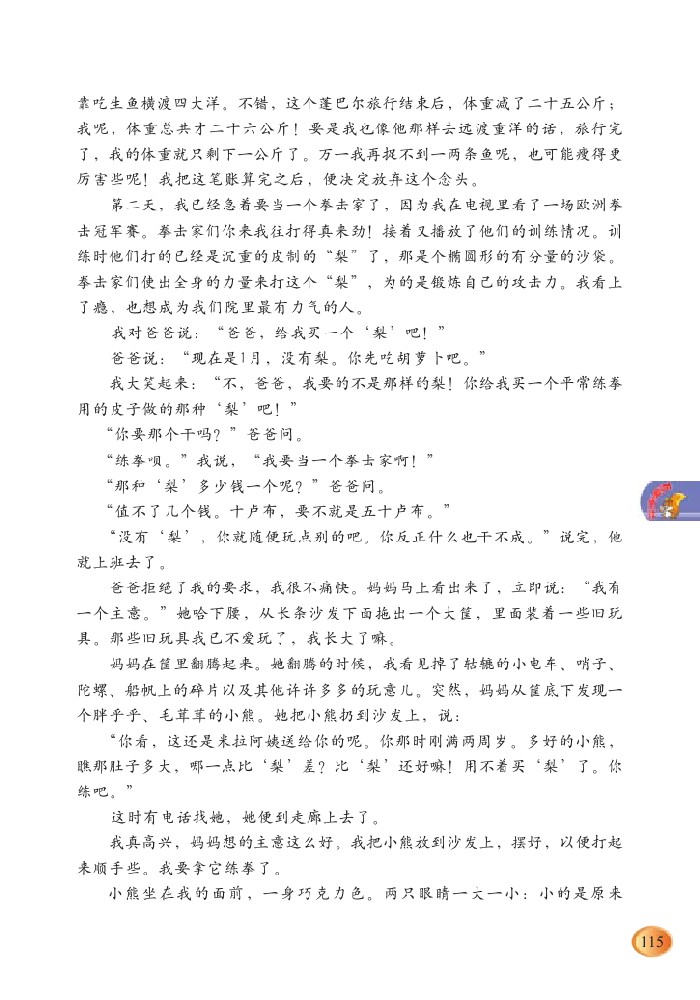 靠吃生鱼横渡四大洋。不错，这个蓬巴尔旅行结束后，体重减了二十五公斤；
我呢，体重总共才二十六公斤！要是我也像他那样去远渡重洋的话，旅行完
了，我的体重就只剩下一公斤了。万一我再捉不到一两条鱼呢，也可能瘦得更
厉害些呢！我把这笔账算完之后，便决定放弃这个念头。
第二天，我已经急着要当一个拳击家了，因为我在电视里看了一场欧洲拳
击冠军赛。拳击家们你来我往打得真来劲！接着又播放了他们的训练情况。训
练时他们打的已经是沉重的皮制的“梨”了，那是个椭圆形的有分量的沙袋。
拳击家们使出全身的力量来打这个“梨”，为的是锻炼自己的攻击力。我看上
了瘾，也想成为我们院里最有力气的人。
我对爸爸说：“爸爸，给我买一个‘梨’吧！”
爸爸说：“现在是1月，没有梨。你先吃胡萝卜吧。”
我大笑起来：“不，爸爸，我要的不是那样的梨！你给我买一个平常练拳
用的皮子做的那种‘梨’吧！”
“你要那个干吗？”爸爸问。
“练拳呗。”我说，“我要当一个拳击家啊！”
“那和‘梨’多少钱一个呢？”爸爸问。
“值不了几个钱。十卢布，要不就是五十卢布。”
“没有‘梨’，你就随便玩点别的吧。你反正什么也干不成。”说完，他
就上班去了。
爸爸拒绝了我的要求，我很不痛快。妈妈马上看出来了，立即说：“我有
一个主意。”她哈下腰，从长条沙发下面拖出一个大筐，里面装着一些旧玩
具。那些旧玩具我已不爱玩了，我长大了嘛。
妈妈在筐里翻腾起来。她翻腾的时候，我看见掉了轱辘的小电车、哨子、
陀螺、船帆上的碎片以及其他许许多多的玩意儿。突然，妈妈从筐底下发现一
个胖乎乎、毛茸茸的小熊。她把小熊扔到沙发上，说：
“你看，这还是米拉阿姨送给你的呢。你那时刚满两周岁。多好的小熊，
瞧那肚子多大，哪一点比‘梨’差？比‘梨’还好嘛！用不着买‘梨’了。你
练吧。”
这时有电话找她，她便到走廊上去了。
我真高兴，妈妈想的主意这么好。我把小熊放到沙发上，摆好，以便打起
来顺手些。我要拿它练拳了。
小熊坐在我的面前，一身巧克力色。两只眼睛一大一小：小的是原来
115